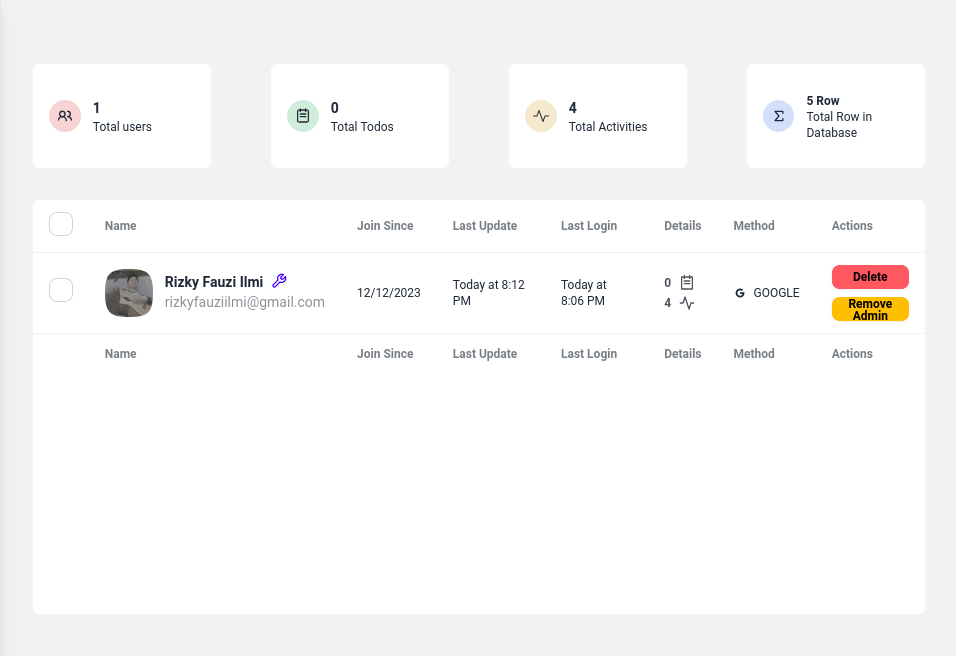 1
Total users
0
Total Todos
4
Total Activities
5 Row
Total Row in
Database
Name Join Since Last Update Last Login Details Method Actions
Rizky Fauzi Ilmi
rizkyfauziilmi@gmail.com
12/12/2023
Today at 8:12
PM
Today at
8:06 PM
0
4
G GOOGLE
Delete
Remove
Admin
Name Join Since Last Update Last Login Details Method Actions